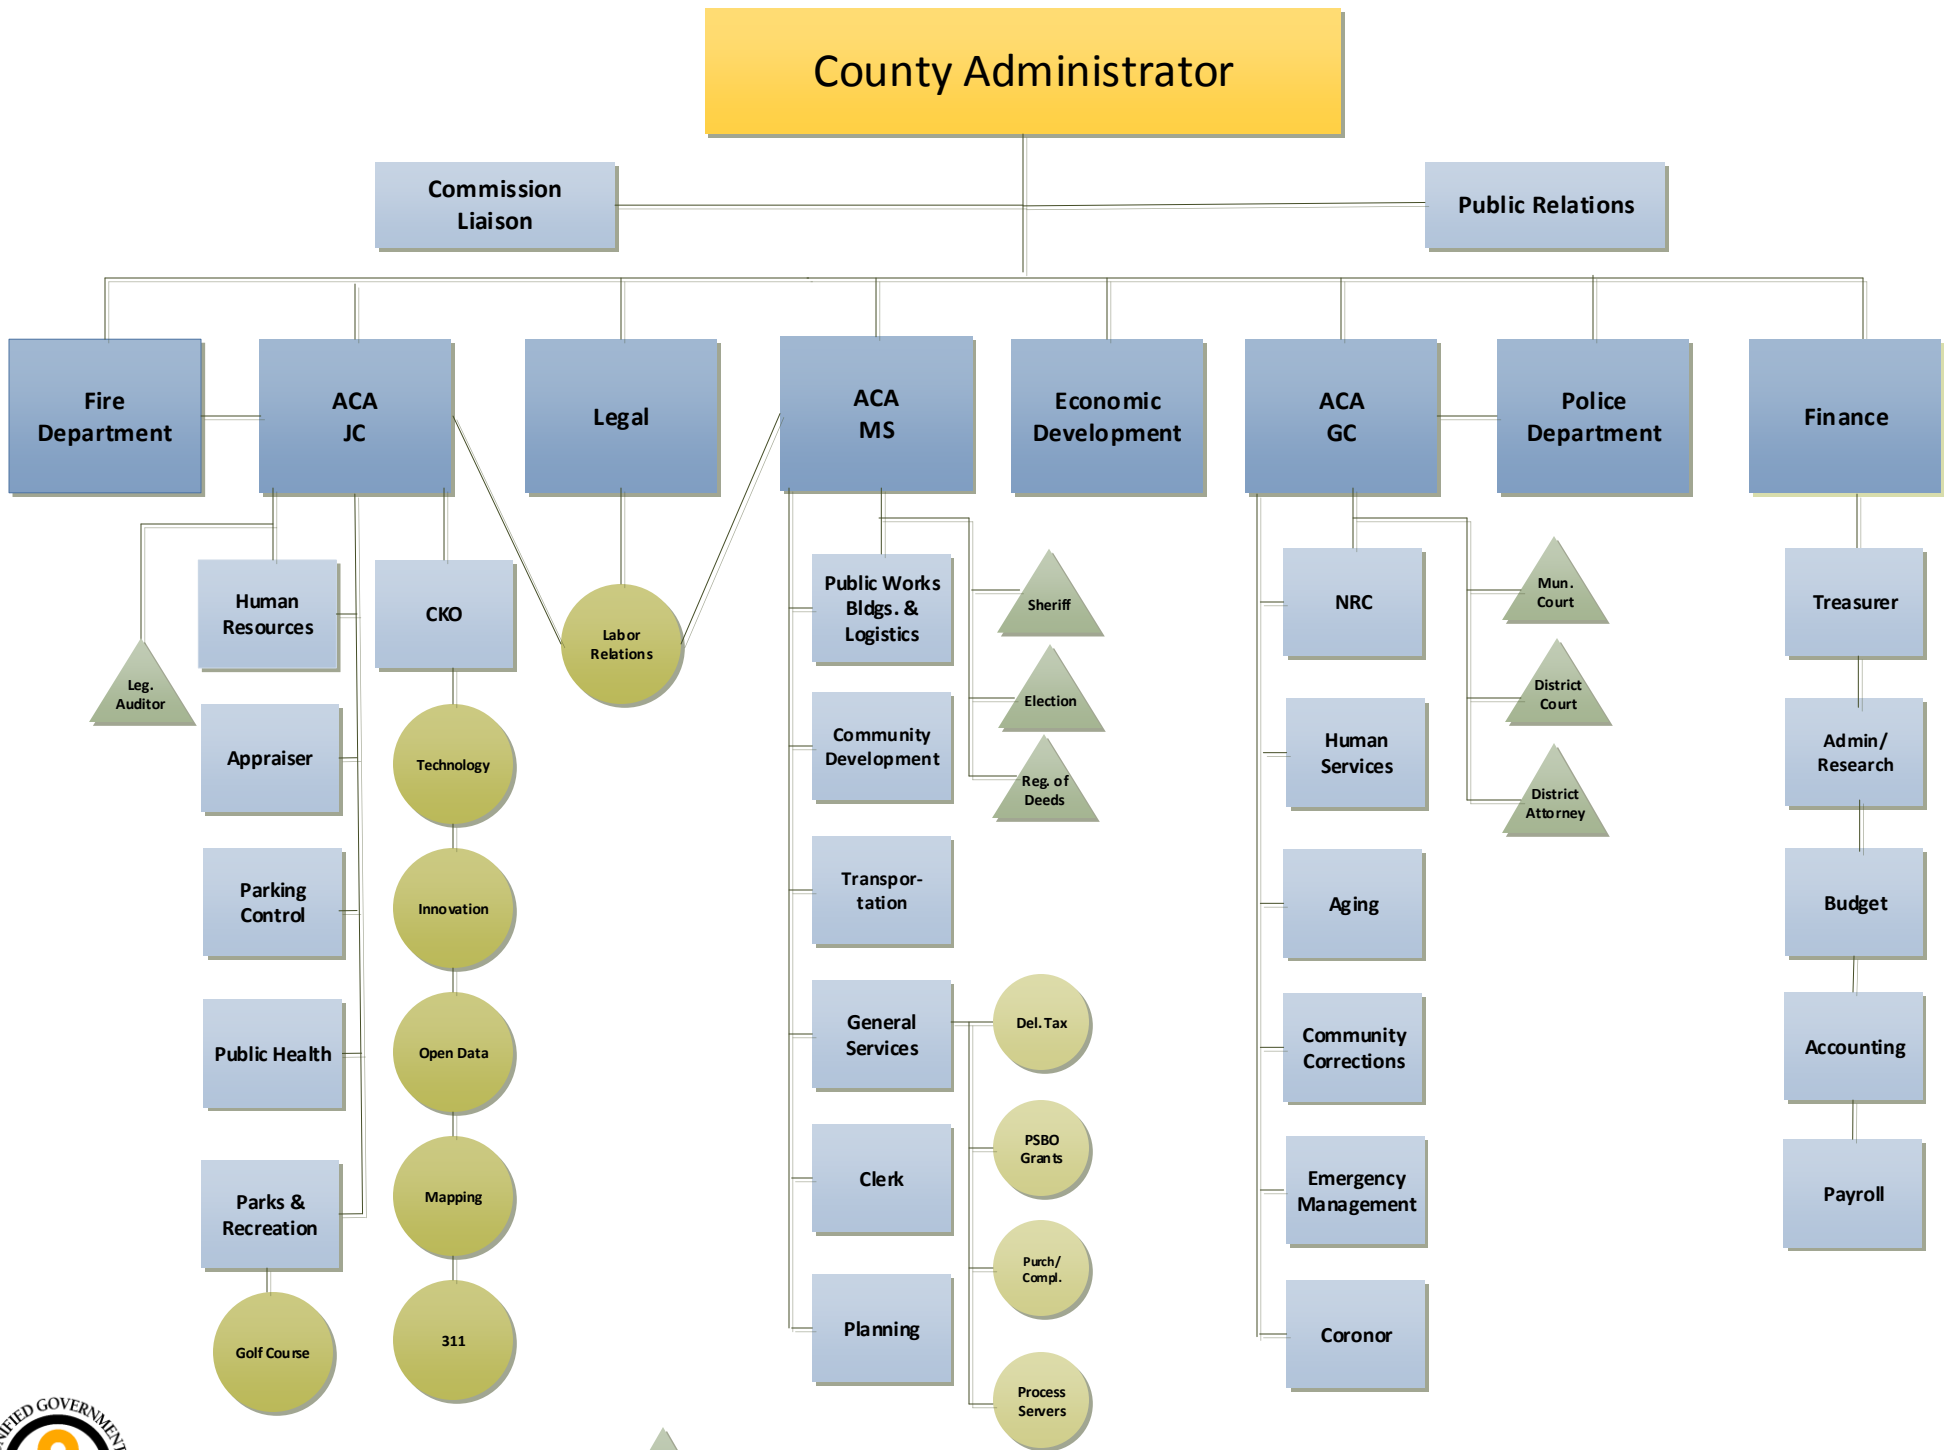 County Administrator
Commission
Liaison
Public Relations
Fire
Department
ACA
JC
Legal
ACA
MS
Economic
Development
ACA
GC
Police
Department
Finance
Leg.
Auditor
Human
Resources
Appraiser
Parking
Control
Public Health
Parks &
Recreation
Golf Course
CKO
Technology
Innovation
Open Data
Mapping
311
Labor
Relations
Public Works
Bldgs. &
Logistics
Community
Development
Transpor-
tation
General
Services
Clerk
Planning
Sheriff
Election
Reg. of
Deeds
Del. Tax
PSBO
Grants
Purch/
Compl.
Process
Servers
NRC
Human
Services
Aging
Community
Corrections
Emergency
Management
Coronor
Mun.
Court
District
Court
District
Attorney
Treasurer
Admin/
Research
Budget
Accounting
Payroll